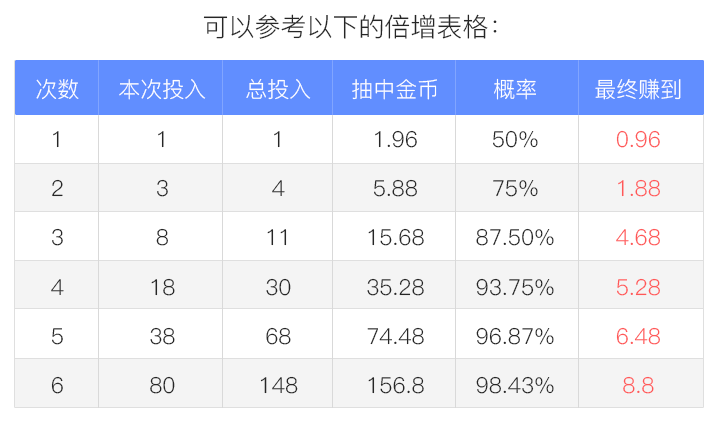 可以参考以下的倍增表格：
次数 本次投入 总投入 抽中金币 概率 最终赚到
1 1 1 1.96 50% 0.96
2 3 4 5.88 75% 1.88
3 8 11 15.68 87.50% 4.68
4 18 30 35.28 93.75% 5.28
5 38 68 74.48 96.87% 6.48
6 80 148 156.8 98.43% 8.8